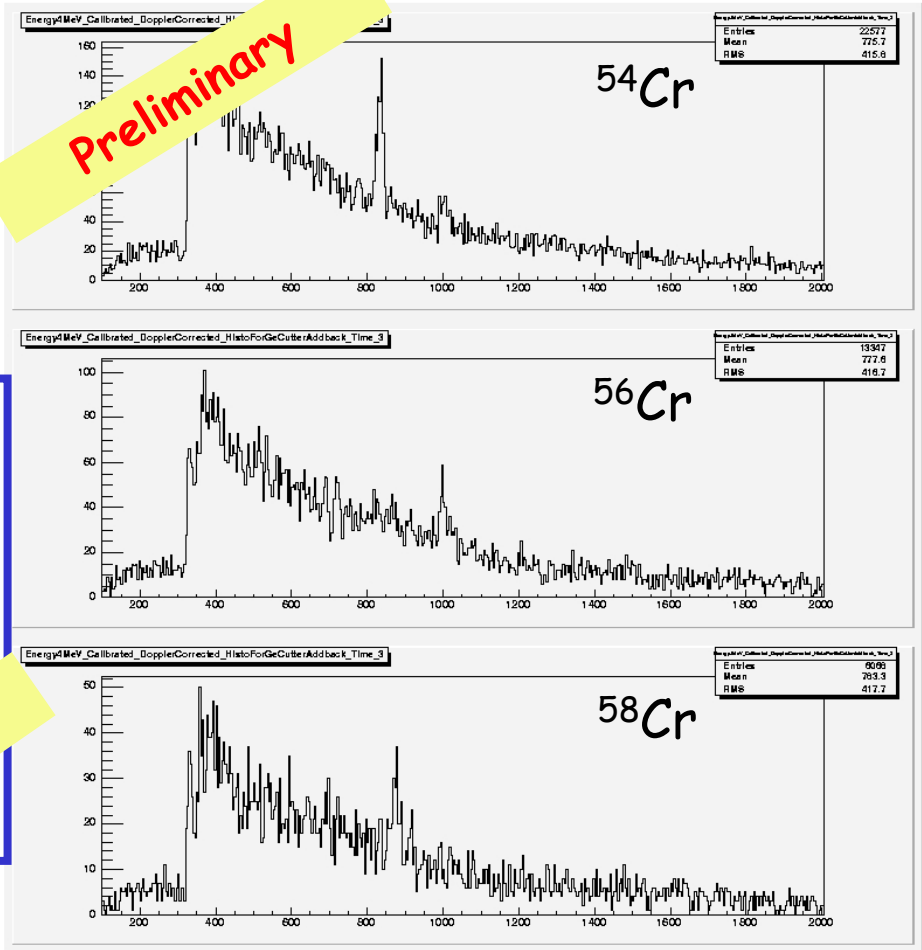 Energy4MeV_Calibrated_DopplerCorrected_Hi
3
Entries 22577
Mean 775.7
RMS 415.6
Preliminary
54Cr
160
140
120
40
20
0
200 400 600 800 1000 1200 1400 1600 1800 2000
Energy4MeV_Calibrated_DopplerCorrected_HistoForGeCutterAddback_Time_3
Entries 13347
Mean 777.6
RMS 416.7
56Cr
100
80
60
40
20
0
200 400 600 800 1000 1200 1400 1600 1800 2000
Energy4MeV_Calibrated_DopplerCorrected_HistoForGeCutterAddback_Time_3
Entries 6066
Mean 763.3
RMS 417.7
58Cr
50
40
30
20
10
0
200 400 600 800 1000 1200 1400 1600 1800 2000